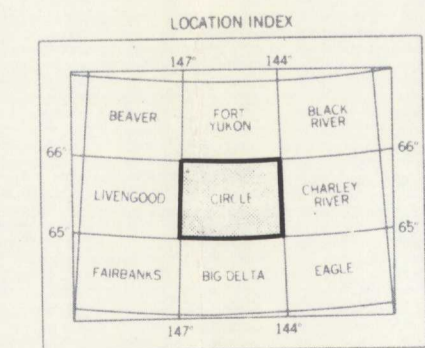 LOCATION INDEX
147° 144°
BEAVER FORT YUKON BLACK RIVER
66° 66°
LIVENGOOD CIRCLE CHARLEY RIVER
65° 65°
FAIRBANKS BIG DELTA EAGLE
147° 144°